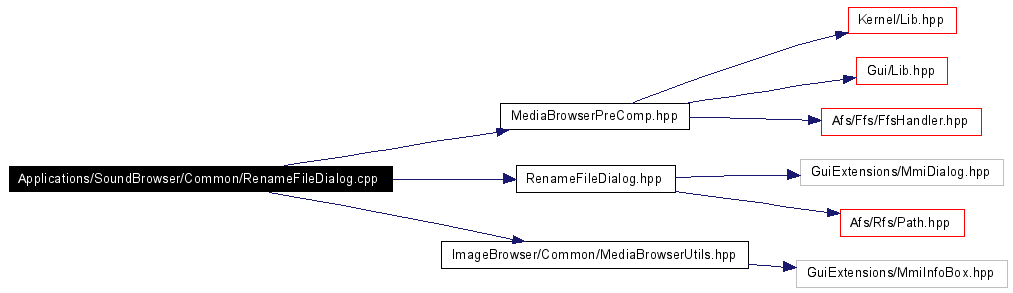 Kernel/Lib.hpp
Gui/Lib.hpp
MediaBrowserPreComp.hpp
Afs/Ffs/FfsHandler.hpp
Applications/SoundBrowser/Common/RenameFileDialog.cpp
RenameFileDialog.hpp
GuiExtensions/MmiDialog.hpp
Afs/Rfs/Path.hpp
ImageBrowser/Common/MediaBrowserUtils.hpp
GuiExtensions/MmiInfoBox.hpp